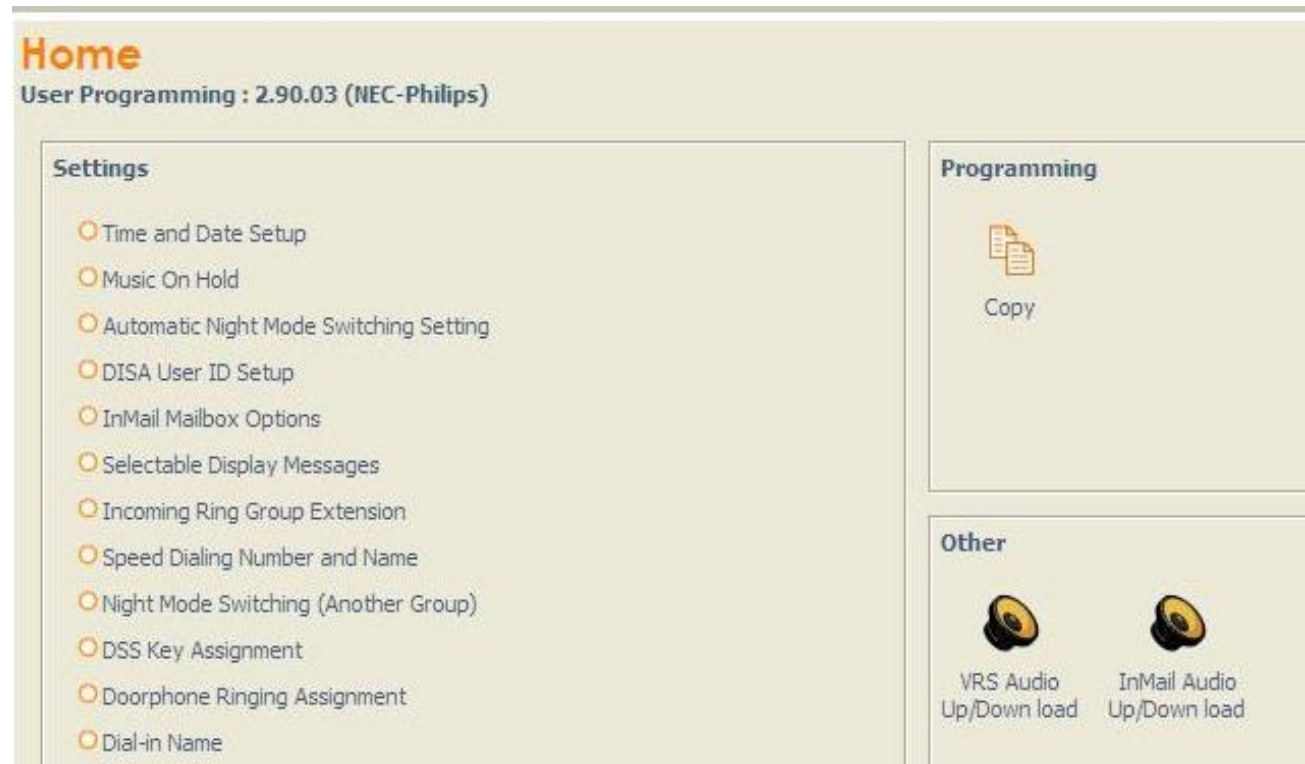 Home
User Programming : 2.90.03 (NEC-Philips)
Settings
Time and Date Setup
Music On Hold
Automatic Night Mode Switching Setting
DISA User ID Setup
InMail Mailbox Options
Selectable Display Messages
Incoming Ring Group Extension
Speed Dialing Number and Name
Night Mode Switching (Another Group)
DSS Key Assignment
Doorphone Ringing Assignment
Dial-in Name
Programming
Copy
Other
VRS Audio
Up/Down load
InMail Audio
Up/Down load